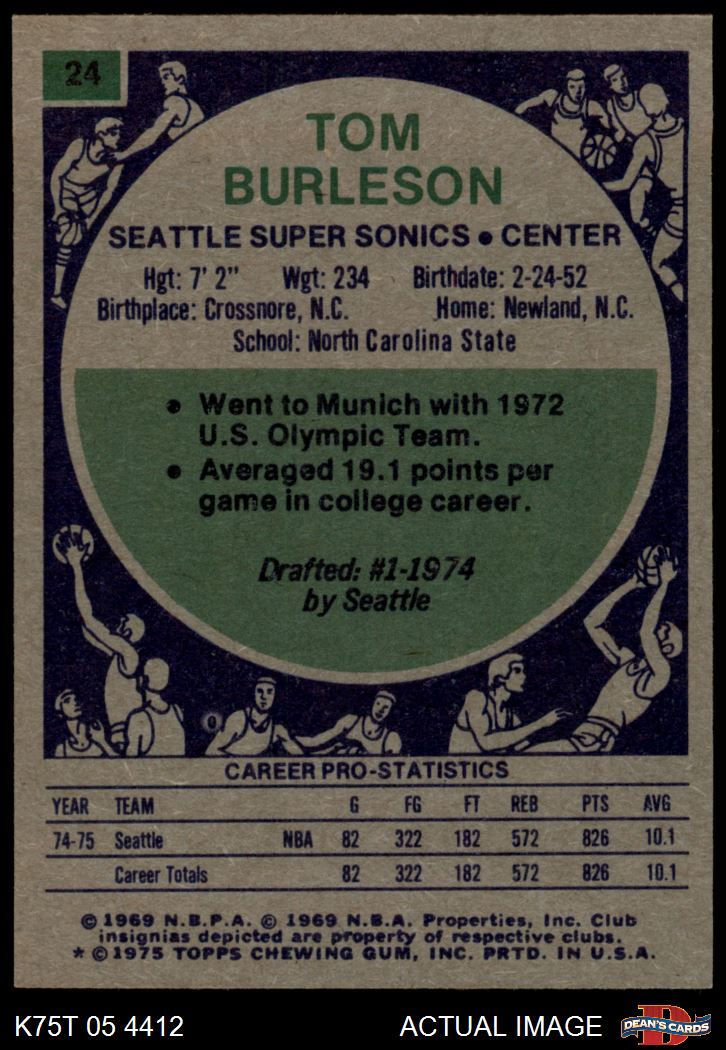 24
TOM
BURLESON
SEATTLE SUPER SONICS • CENTER
Hgt: 7' 2" Wgt: 234 Birthdate: 2-24-52
Birthplace: Crossnore, N.C. Home: Newland, N.C.
School: North Carolina State
• Went to Munich with 1972
U.S. Olympic Team.
• Averaged 19.1 points per
game in college career.
Drafted: #1-1974
by Seattle
CAREER PRO-STATISTICS
YEAR TEAM G FG FT REB PTS AVG
74-75 Seattle NBA 82 322 182 572 826 10.1
Career Totals 82 322 182 572 826 10.1
© 1969 N.B.P.A. © 1969 N.B.A. Properties, Inc. Club
insignias depicted are property of respective clubs.
* © 1975 TOPPS CHEWING GUM, INC. PRTD. IN U.S.A.
K75T 05 4412 ACTUAL IMAGE DEAN'S CARDS